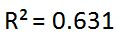 R² = 0.631